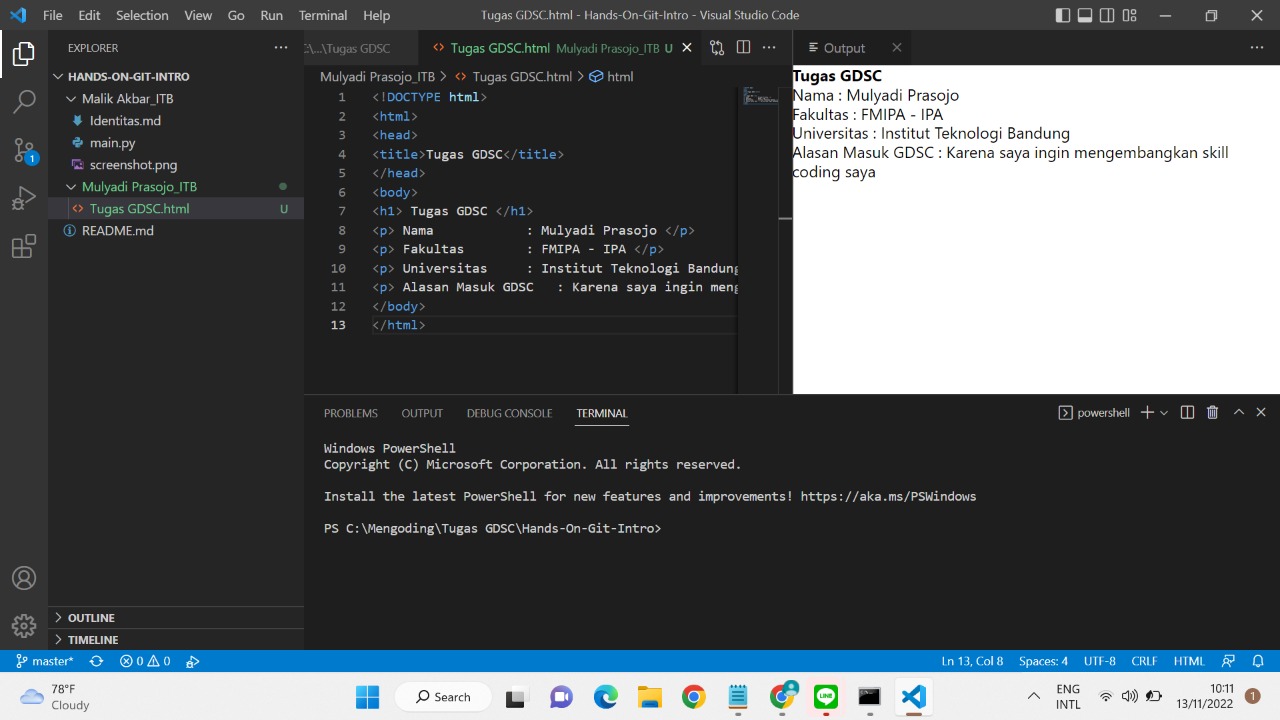 File Edit Selection View Go Run Terminal Help
Tugas GDSC.html - Hands-On-Git-Intro - Visual Studio Code
EXPLORER
HANDS-ON-GIT-INTRO
Malik Akbar_ITB
Identitas.md
main.py
screenshot.png
Mulyadi Prasojo_ITB
Tugas GDSC.html U
README.md
OUTLINE
TIMELINE
1
C:\...\Tugas GDSC
Tugas GDSC.html Mulyadi Prasojo_ITB U
Mulyadi Prasojo_ITB > Tugas GDSC.html > html
1 <!DOCTYPE html>
2 <html>
3 <head>
4 <title>Tugas GDSC</title>
5 </head>
6 <body>
7 <h1> Tugas GDSC </h1>
8 <p> Nama : Mulyadi Prasojo </p>
9 <p> Fakultas : FMIPA - IPA </p>
10 <p> Universitas : Institut Teknologi Bandung
11 <p> Alasan Masuk GDSC : Karena saya ingin meng
12 </body>
13 </html>
Output
Tugas GDSC
Nama : Mulyadi Prasojo
Fakultas : FMIPA - IPA
Universitas : Institut Teknologi Bandung
Alasan Masuk GDSC : Karena saya ingin mengembangkan skill
coding saya
PROBLEMS OUTPUT DEBUG CONSOLE TERMINAL
powershell
Windows PowerShell
Copyright (C) Microsoft Corporation. All rights reserved.
Install the latest PowerShell for new features and improvements! https://aka.ms/PSWindows
PS C:\Mengoding\Tugas GDSC\Hands-On-Git-Intro>
master* 0 0
Ln 13, Col 8 Spaces: 4 UTF-8 CRLF HTML
78°F
Cloudy
Search
LINE
ENG
INTL
10:11
13/11/2022
1